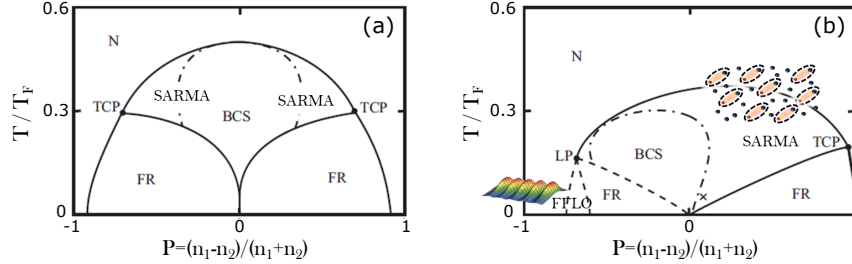 0.6
(a)
N
SARMA
SARMA
TCP
TCP
BCS
0.3
T / T_F
FR
FR
0
-1
0
1
P=(n₁-n₂)/(n₁+n₂)
0.6
(b)
N
0.3
T / T_F
SARMA
TCP
LP
BCS
FR
FFLO
×
FR
0
-1
0
P=(n₁-n₂)/(n₁+n₂)